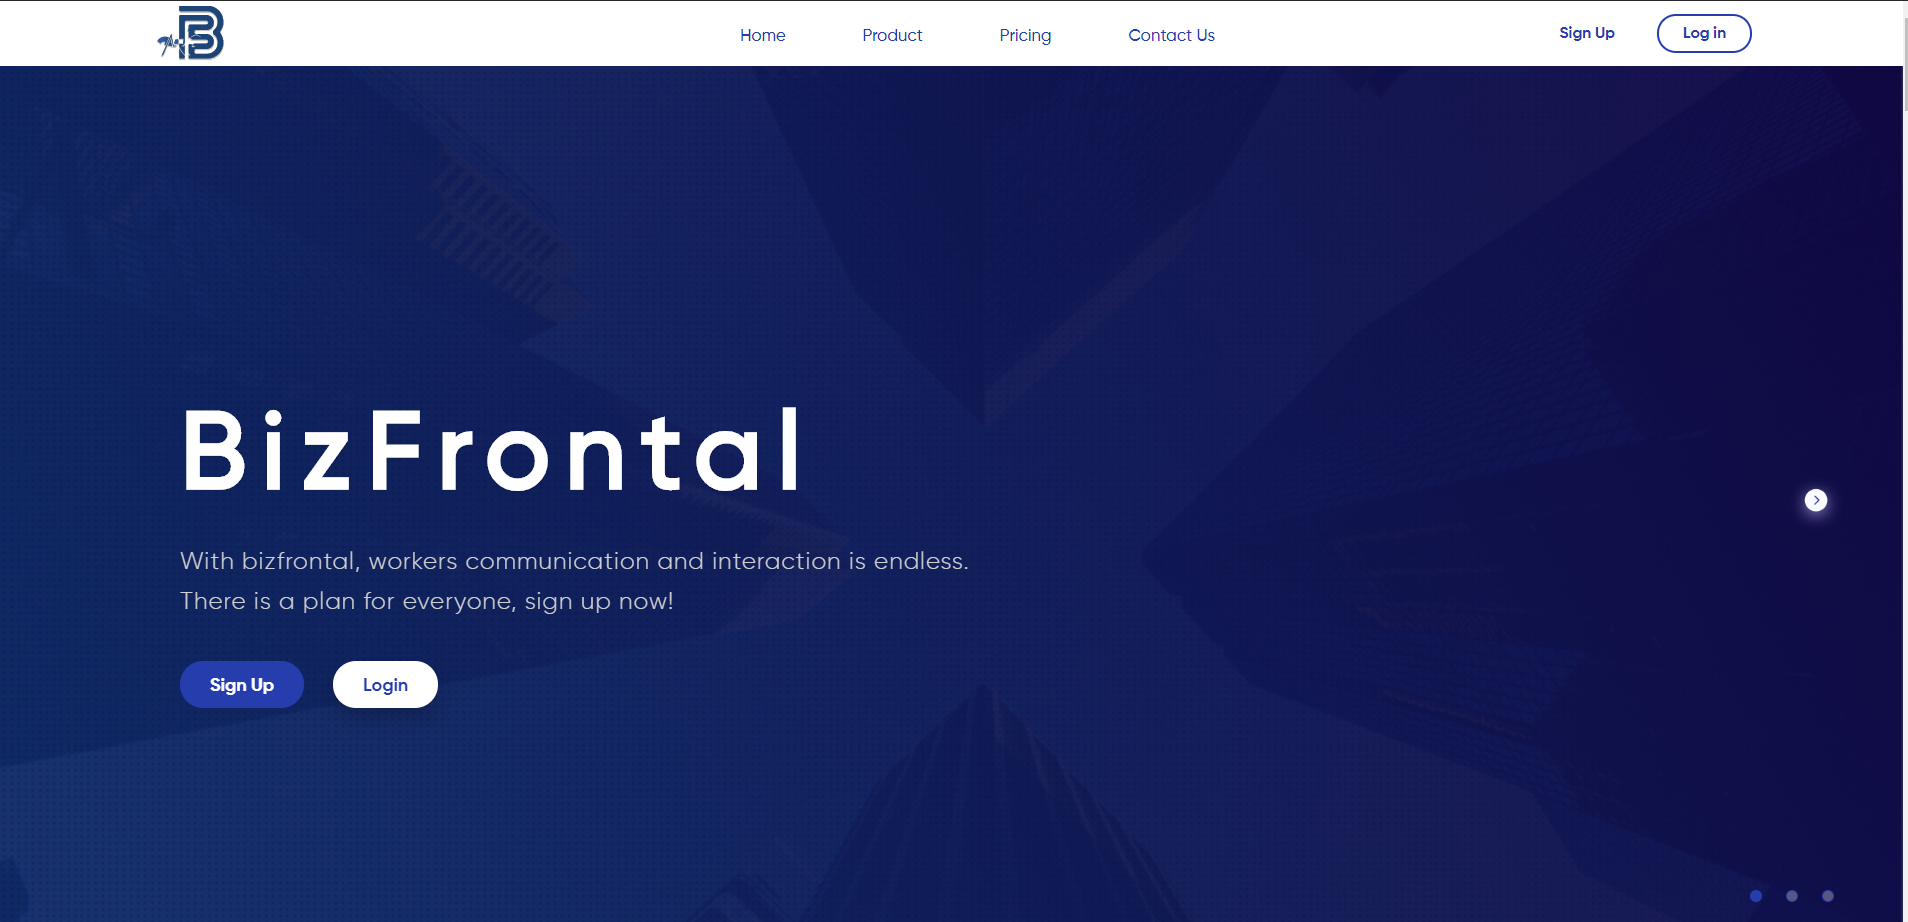 Home Product Pricing Contact Us Sign Up Log in
BizFrontal
With bizfrontal, workers communication and interaction is endless.
There is a plan for everyone, sign up now!
Sign Up Login